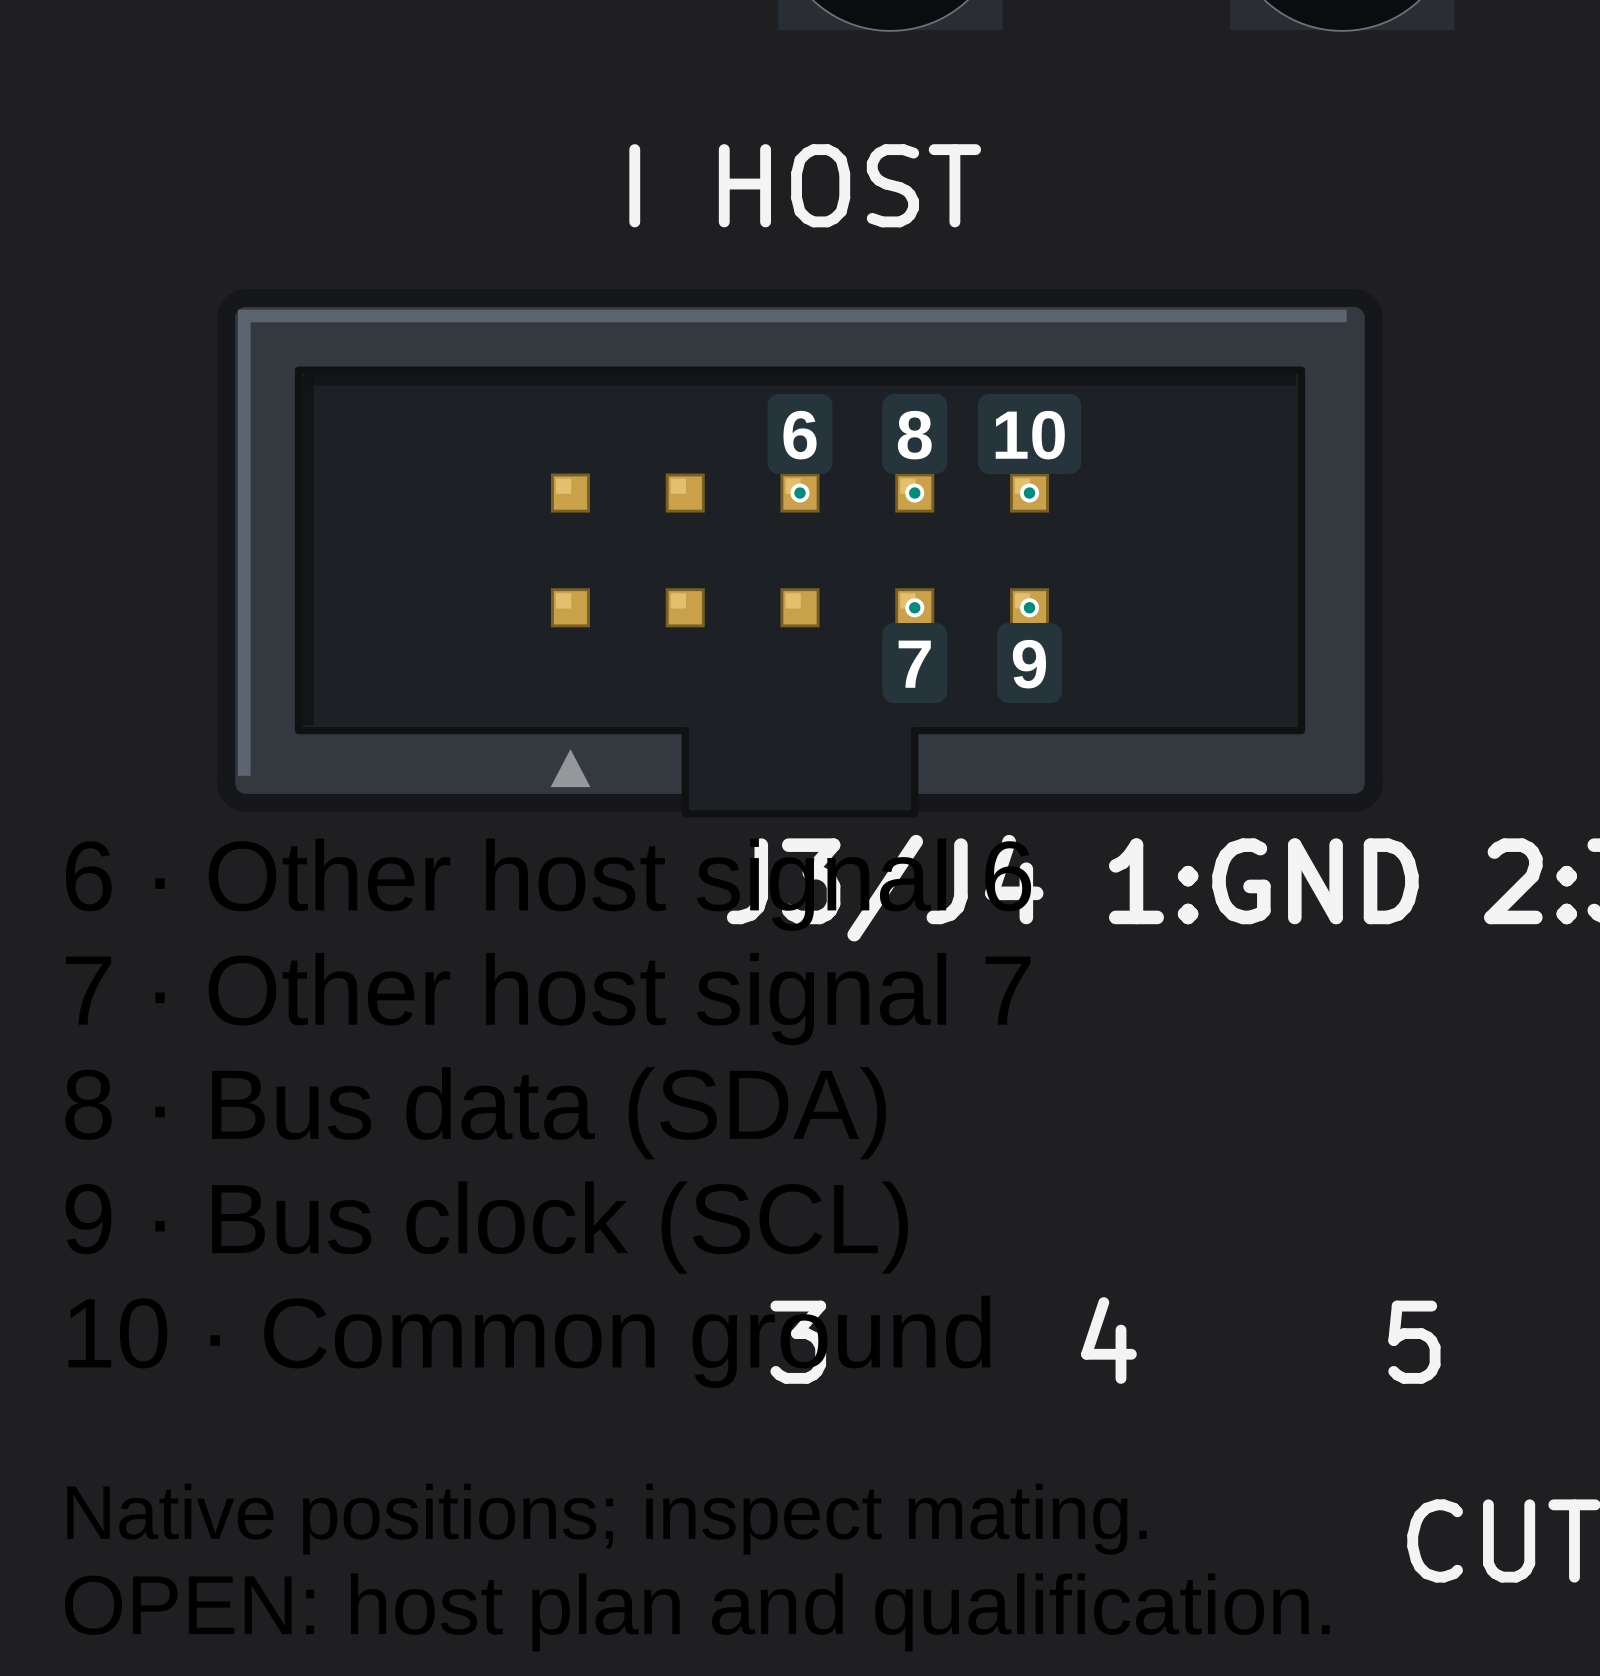 I HOST
6 8 10
7 9
6 · Other host signal 6
J3/J4 1:GND 2:
7 · Other host signal 7
8 · Bus data (SDA)
9 · Bus clock (SCL)
10 · Common ground
3 4 5
Native positions; inspect mating.
CUT
OPEN: host plan and qualification.